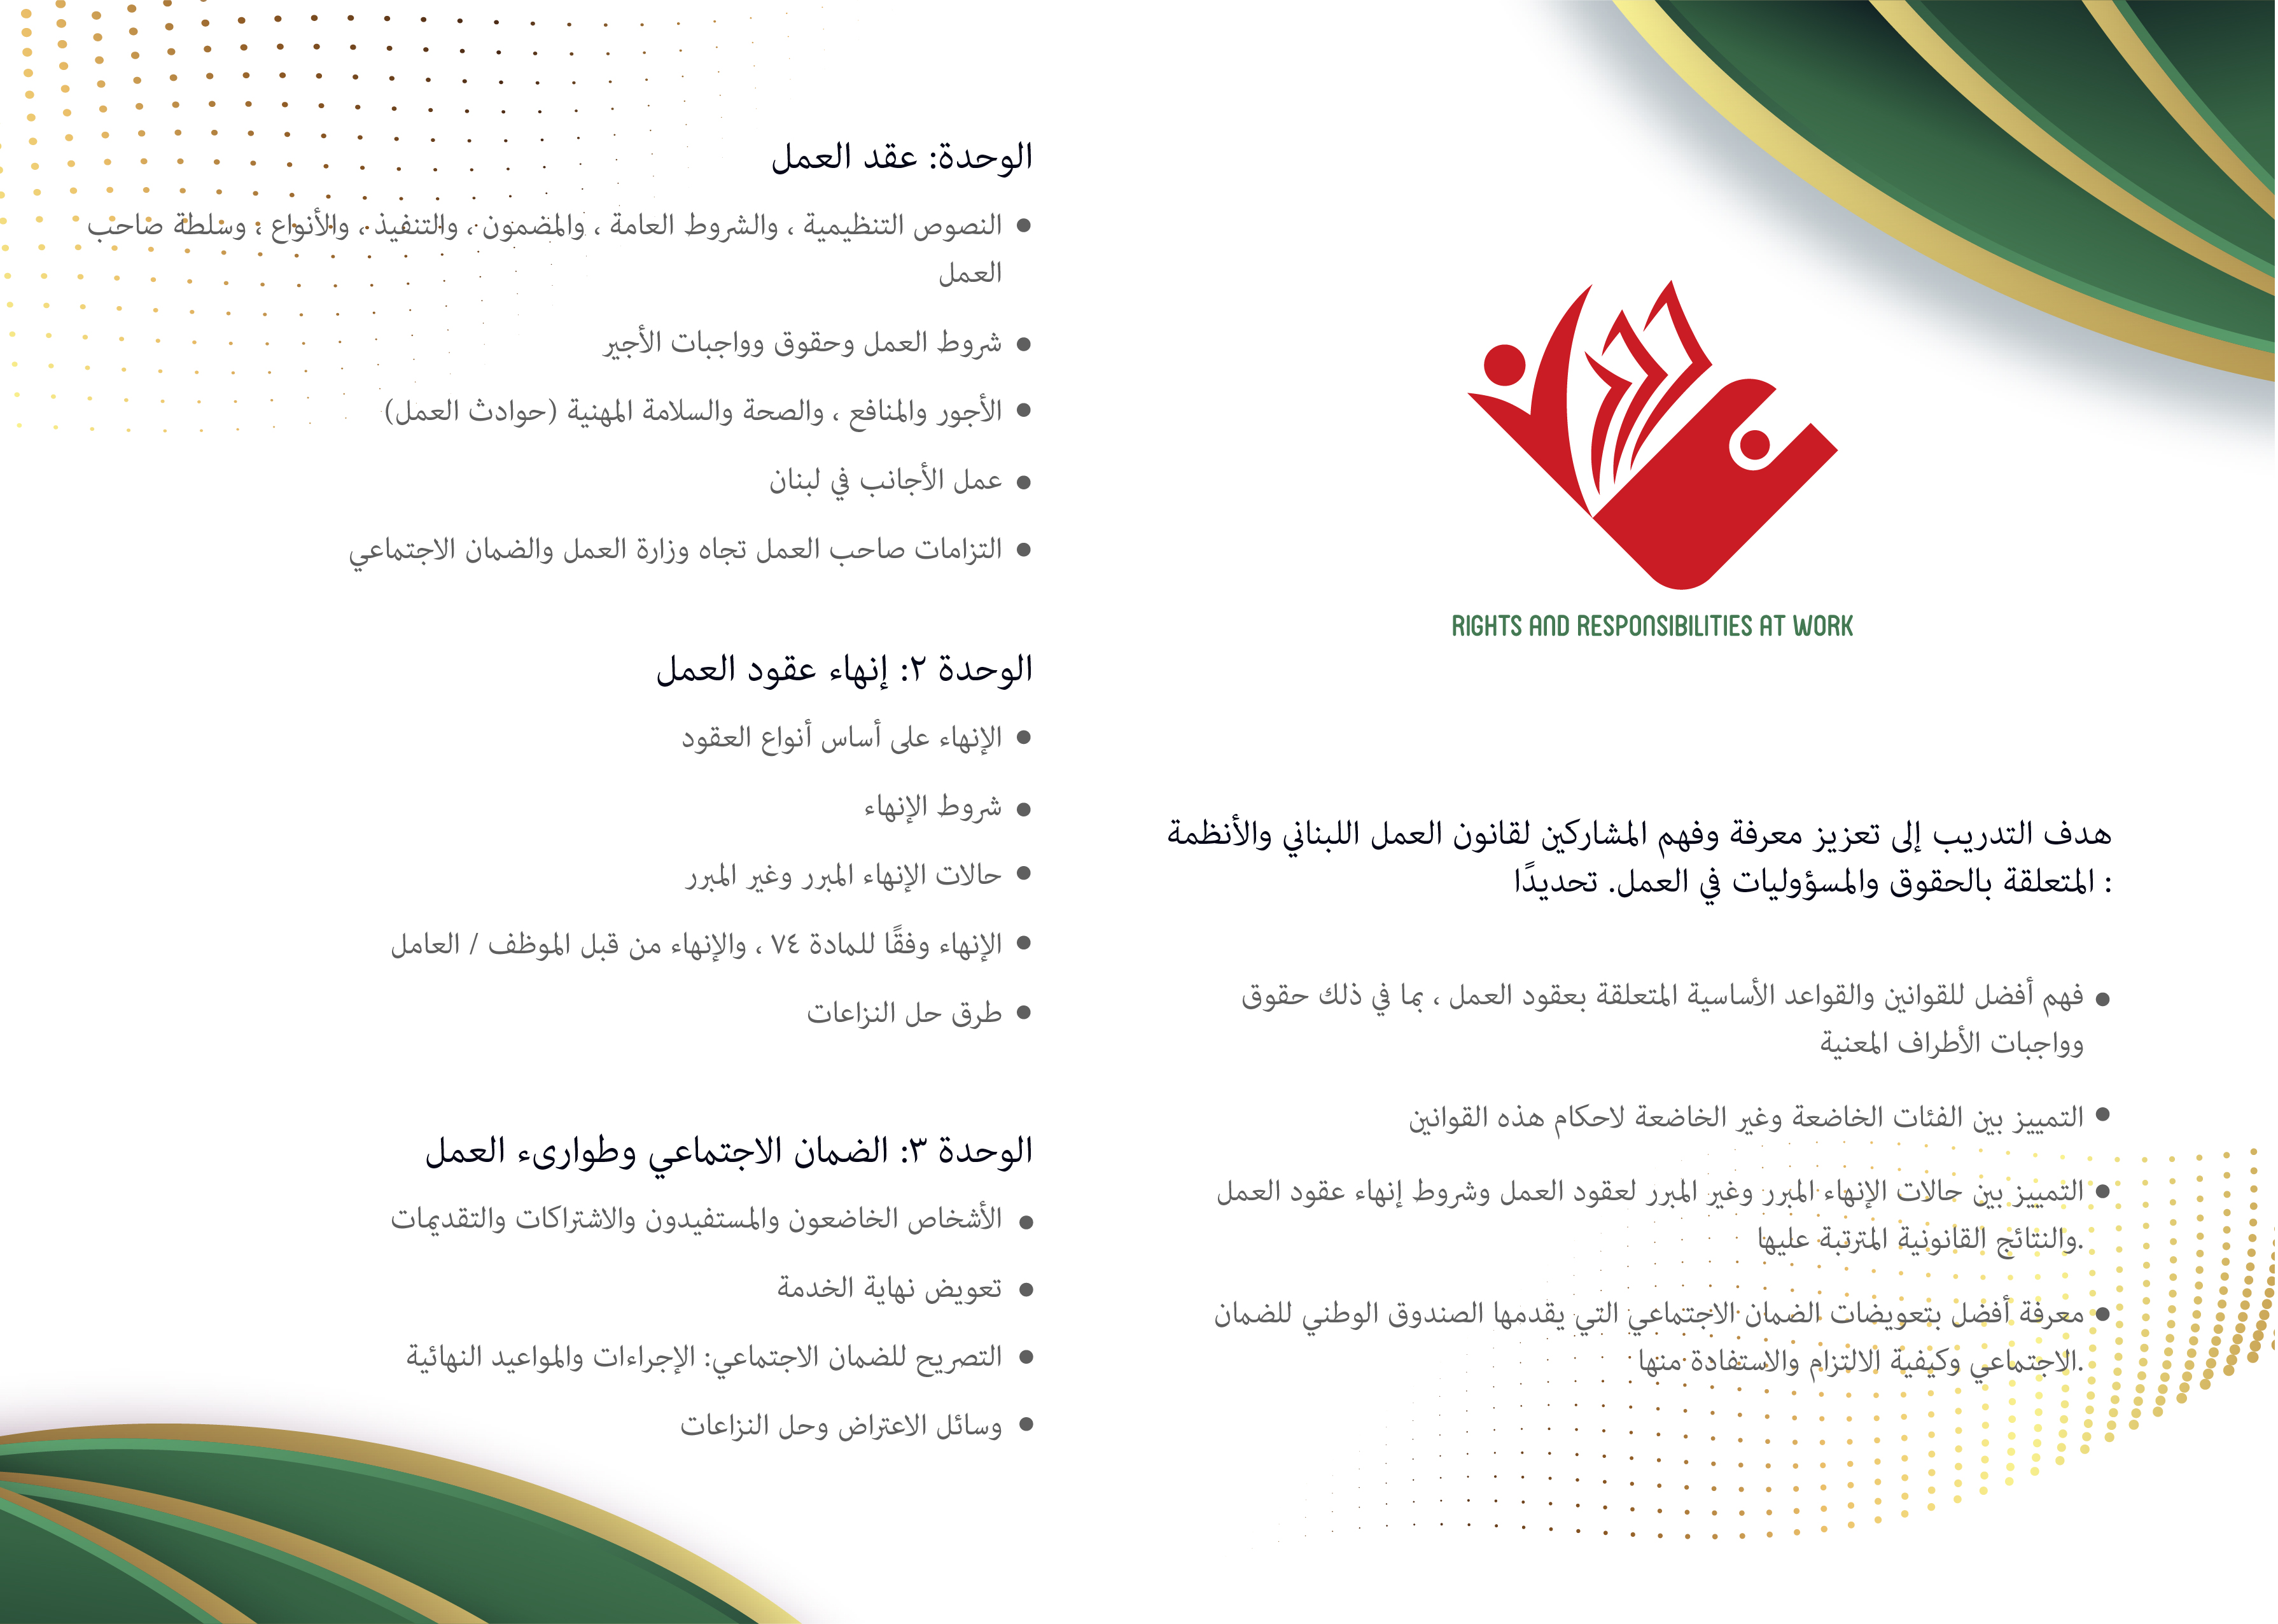 RIGHTS AND RESPONSIBILITIES AT WORK
هدف التدريب إلى تعزيز معرفة وفهم المشاركين لقانون العمل اللبناني والأنظمة
المتعلقة بالحقوق والمسؤوليات في العمل. تحديدًا :
● فهم أفضل للقوانين والقواعد الأساسية المتعلقة بعقود العمل ، بما في ذلك حقوق
وواجبات الأطراف المعنية
● التمييز بين الفئات الخاضعة وغير الخاضعة لاحكام هذه القوانين
● التمييز بين حالات الإنهاء المبرر وغير المبرر لعقود العمل وشروط إنهاء عقود العمل
.والنتائج القانونية المترتبة عليها
● معرفة أفضل بتعويضات الضمان الاجتماعي التي يقدمها الصندوق الوطني للضمان
.الاجتماعي وكيفية الالتزام والاستفادة منها
الوحدة: عقد العمل
● النصوص التنظيمية ، والشروط العامة ، والمضمون ، والتنفيذ ، والأنواع ؛ وسلطة صاحب
العمل
● شروط العمل وحقوق وواجبات الأجير
● الأجور والمنافع ، والصحة والسلامة المهنية (حوادث العمل)
● عمل الأجانب في لبنان
● التزامات صاحب العمل تجاه وزارة العمل والضمان الاجتماعي
الوحدة ٢: إنهاء عقود العمل
● الإنهاء على أساس أنواع العقود
● شروط الإنهاء
● حالات الإنهاء المبرر وغير المبرر
● الإنهاء وفقًا للمادة ٧٤ ، والإنهاء من قبل الموظف / العامل
● طرق حل النزاعات
الوحدة ٣: الضمان الاجتماعي وطوارىء العمل
● الأشخاص الخاضعون والمستفيدون والاشتراكات والتقديمات
● تعويض نهاية الخدمة
● التصريح للضمان الاجتماعي: الإجراءات والمواعيد النهائية
● وسائل الاعتراض وحل النزاعات